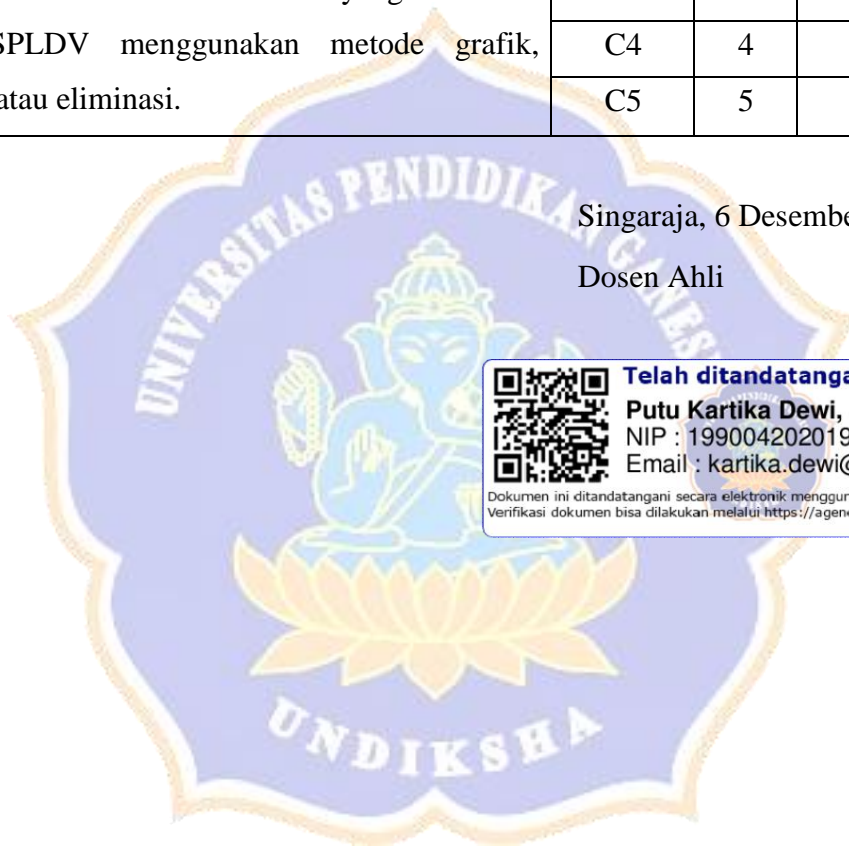 SPLDV menggunakan metode grafik,
atau eliminasi.
C4 4
C5 5
UNIVERSITAS PENDIDIKAN GANESHA
Singaraja, 6 Desembe
Dosen Ahli
Telah ditandatanga
Putu Kartika Dewi,
NIP : 199004202019
Email : kartika.dewi@
Dokumen ini ditandatangani secara elektronik menggun
Verifikasi dokumen bisa dilakukan melalui https://agen
UNDIKSHA